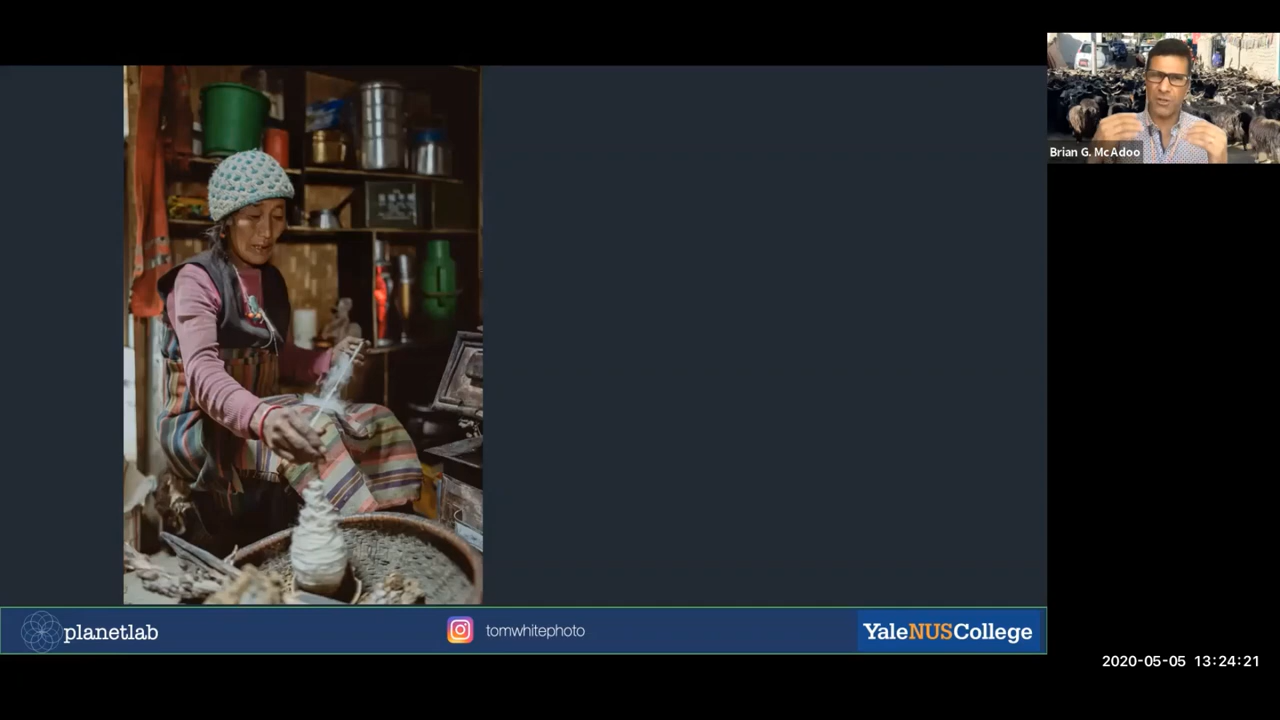 Brian G. McAdoo
planetlab
tomwhitephoto
YaleNUSCollege
2020-05-05 13:24:21